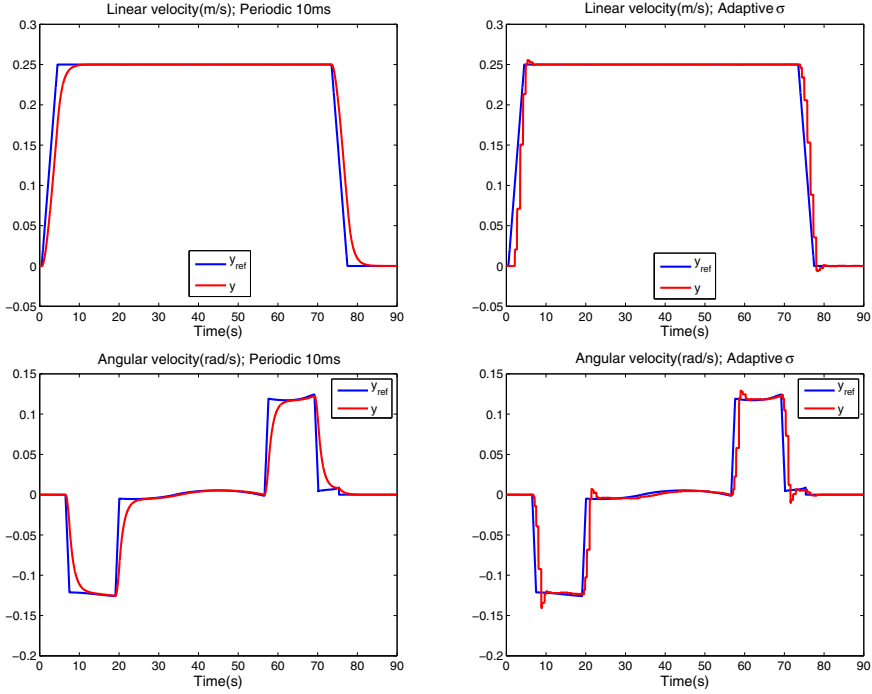 Linear velocity(m/s); Periodic 10ms
0.3
0.25
0.2
0.15
0.1
0.05
0
−0.05
0 10 20 30 40 50 60 70 80 90
Time(s)
y_ref
y
Linear velocity(m/s); Adaptive σ
0.3
0.25
0.2
0.15
0.1
0.05
0
−0.05
0 10 20 30 40 50 60 70 80 90
Time(s)
y_ref
y
Angular velocity(rad/s); Periodic 10ms
0.15
0.1
0.05
0
−0.05
−0.1
−0.15
−0.2
0 10 20 30 40 50 60 70 80 90
Time(s)
y_ref
y
Angular velocity(rad/s); Adaptive σ
0.15
0.1
0.05
0
−0.05
−0.1
−0.15
−0.2
0 10 20 30 40 50 60 70 80 90
Time(s)
y_ref
y